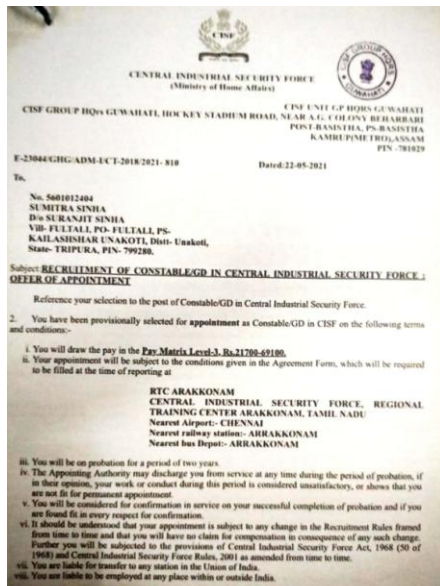 CISF
CISF GROUP HQRS
GUWAHATI
CENTRAL INDUSTRIAL SECURITY FORCE
(Ministry of Home Affairs)
CISF UNIT GP HQRS GUWAHATI
CISF GROUP HQRs GUWAHATI, HOCKEY STADIUM ROAD, NEAR A.G. COLONY BEHARBARI
POST-BASISTHA, PS-BASISTHA
KAMRUP(METRO),ASSAM
PIN -781029
E-23044/GHG/ADM-I/CT-2018/2021- 810 Dated:22-05-2021
To,
No. 5601012404
SUMITRA SINHA
D/o SURANJIT SINHA
Vill- FULTALI, PO- FULTALI, PS-
KAILASHSHAR UNAKOTI, Distt- Unakoti,
State- TRIPURA, PIN- 799280.
Subject:RECRUITMENT OF CONSTABLE/GD IN CENTRAL INDUSTRIAL SECURITY FORCE :
OFFER OF APPOINTMENT
Reference your selection to the post of Constable/GD in Central Industrial Security Force.
2. You have been provisionally selected for appointment as Constable/GD in CISF on the following terms
and conditions:-
i. You will draw the pay in the Pay Matrix Level-3, Rs.21700-69100.
ii. Your appointment will be subject to the conditions given in the Agreement Form, which will be required
to be filled at the time of reporting at
RTC ARAKKONAM
CENTRAL INDUSTRIAL SECURITY FORCE, REGIONAL
TRAINING CENTER ARAKKONAM, TAMIL NADU
Nearest Airport:- CHENNAI
Nearest railway station:- ARRAKKONAM
Nearest bus Depot:- ARRAKKONAM
iii. You will be on probation for a period of two years.
iv. The Appointing Authority may discharge you from service at any time during the period of probation, if
in their opinion, your work or conduct during this period is considered unsatisfactory, or shows that you
are not fit for permanent appointment.
v. You will be considered for confirmation in service on your successful completion of probation and if you
are found fit in every respect for confirmation.
vi. It should be understood that your appointment is subject to any change in the Recruitment Rules framed
from time to time and that you will have no claim for compensation in consequence of any such change.
Further you will be subjected to the provisions of Central Industrial Security Force Act, 1968 (50 of
1968) and Central Industrial Security Force Rules, 2001 as amended from time to time.
vii. You are liable for transfer to any station in the Union of India.
viii. You are liable to be employed at any place within or outside India.